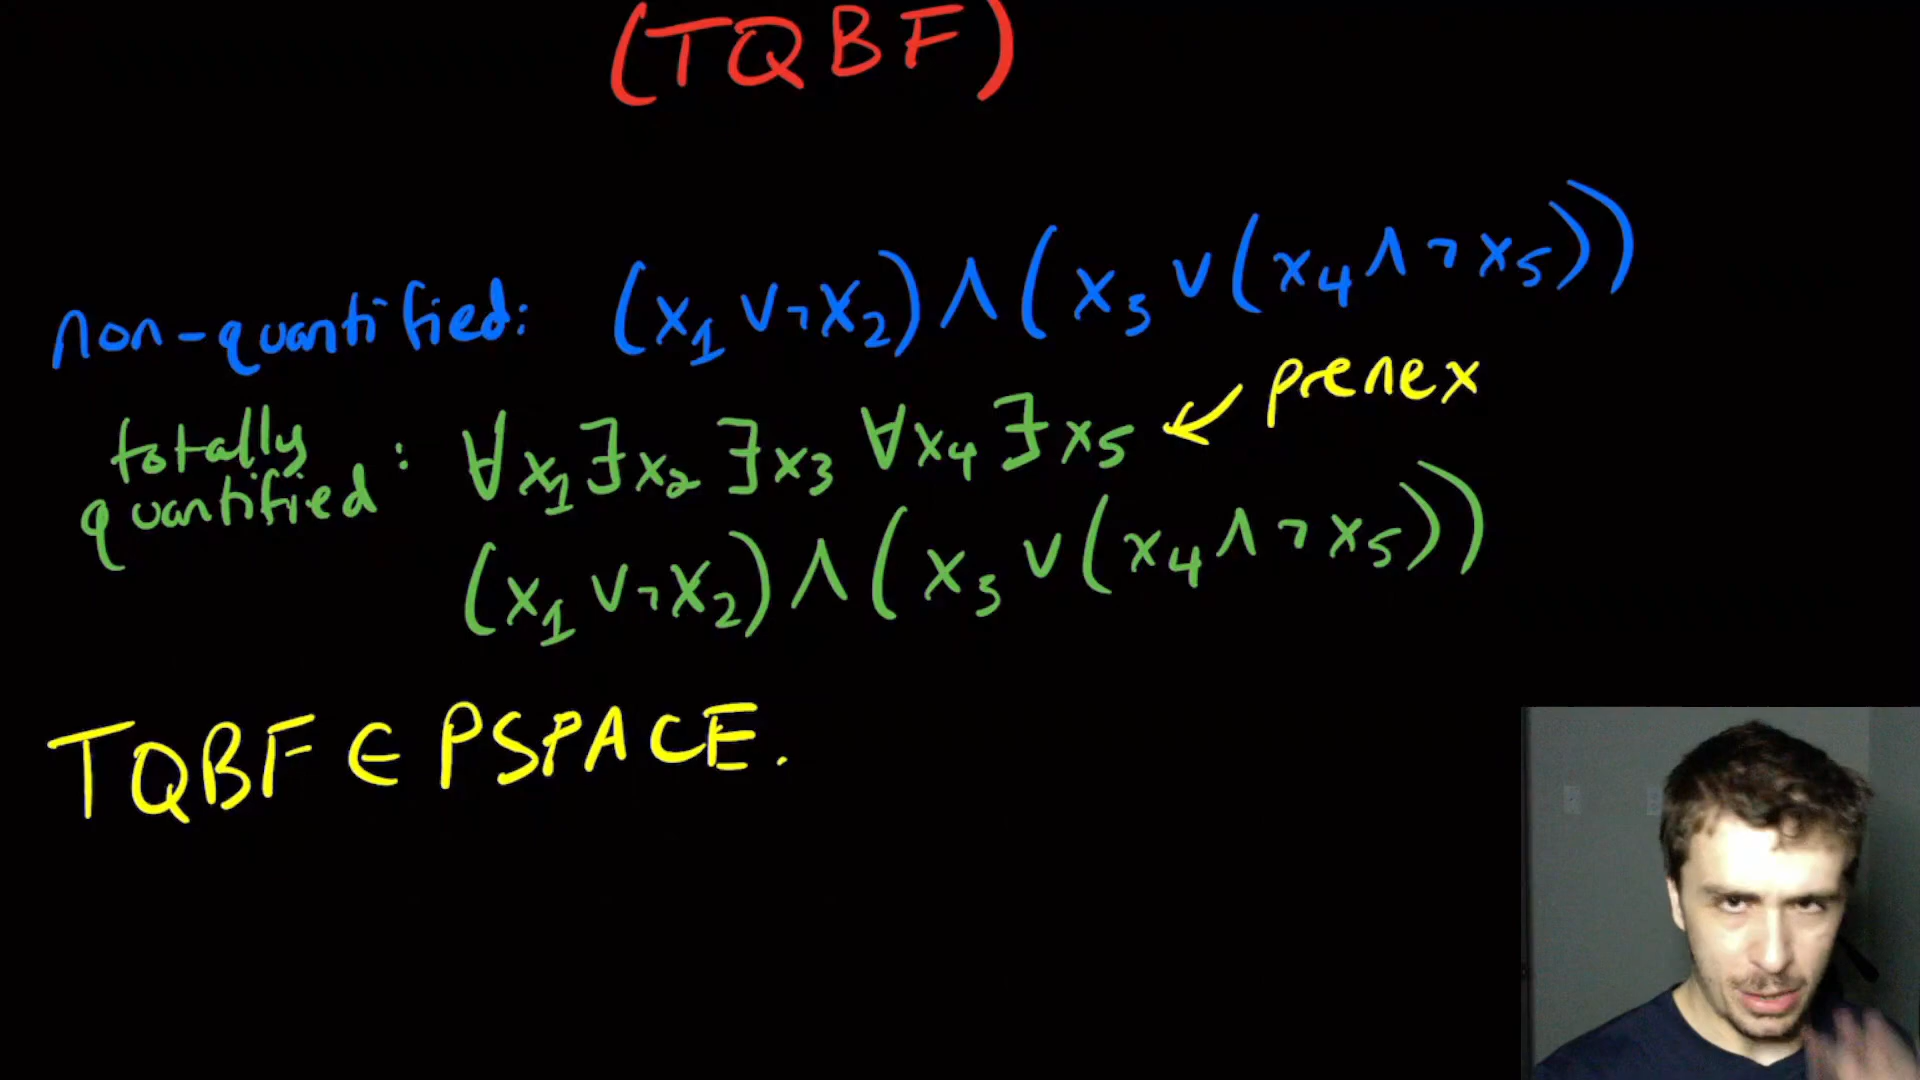 (TQBF)
non-quantified: (x₁ ∨ ¬x₂) ∧ (x₃ ∨ (x₄ ∧ ¬x₅))
prenex
totally quantified: ∀x₁ ∃x₂ ∃x₃ ∀x₄ ∃x₅
(x₁ ∨ ¬x₂) ∧ (x₃ ∨ (x₄ ∧ ¬x₅))
TQBF ∈ PSPACE.